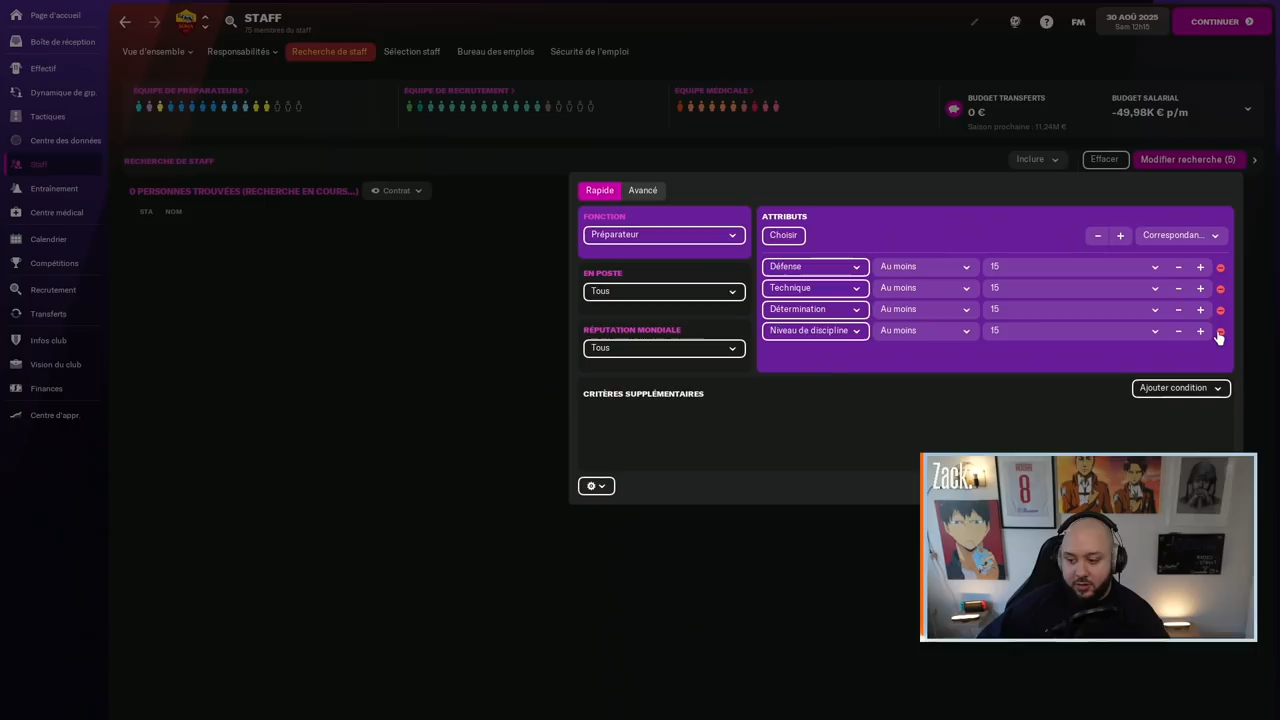 Page d'accueil
Boîte de réception
Effectif
Dynamique de grp.
Tactiques
Centre des données
Staff
Entraînement
Centre médical
Calendrier
Compétitions
Recrutement
Transferts
Infos club
Vision du club
Finances
Centre d'appr.
STAFF
75 membres du staff
FM
30 AOÛ 2025
Sam 12h15
CONTINUER
Vue d'ensemble
Responsabilités
Recherche de staff
Sélection staff
Bureau des emplois
Sécurité de l'emploi
ÉQUIPE DE PRÉPARATEURS
ÉQUIPE DE RECRUTEMENT
ÉQUIPE MÉDICALE
BUDGET TRANSFERTS
0 €
Saison prochaine : 11,24M €
BUDGET SALARIAL
-49,98K € p/m
RECHERCHE DE STAFF
Inclure
Effacer
Modifier recherche (5)
0 PERSONNES TROUVÉES (RECHERCHE EN COURS...)
Contrat
STA NOM
Rapide
Avancé
FONCTION
Préparateur
EN POSTE
Tous
RÉPUTATION MONDIALE
Tous
ATTRIBUTS
Choisir
Correspondan...
Défense Au moins 15
Technique Au moins 15
Détermination Au moins 15
Niveau de discipline Au moins 15
CRITÈRES SUPPLÉMENTAIRES
Ajouter condition
Zack.
8